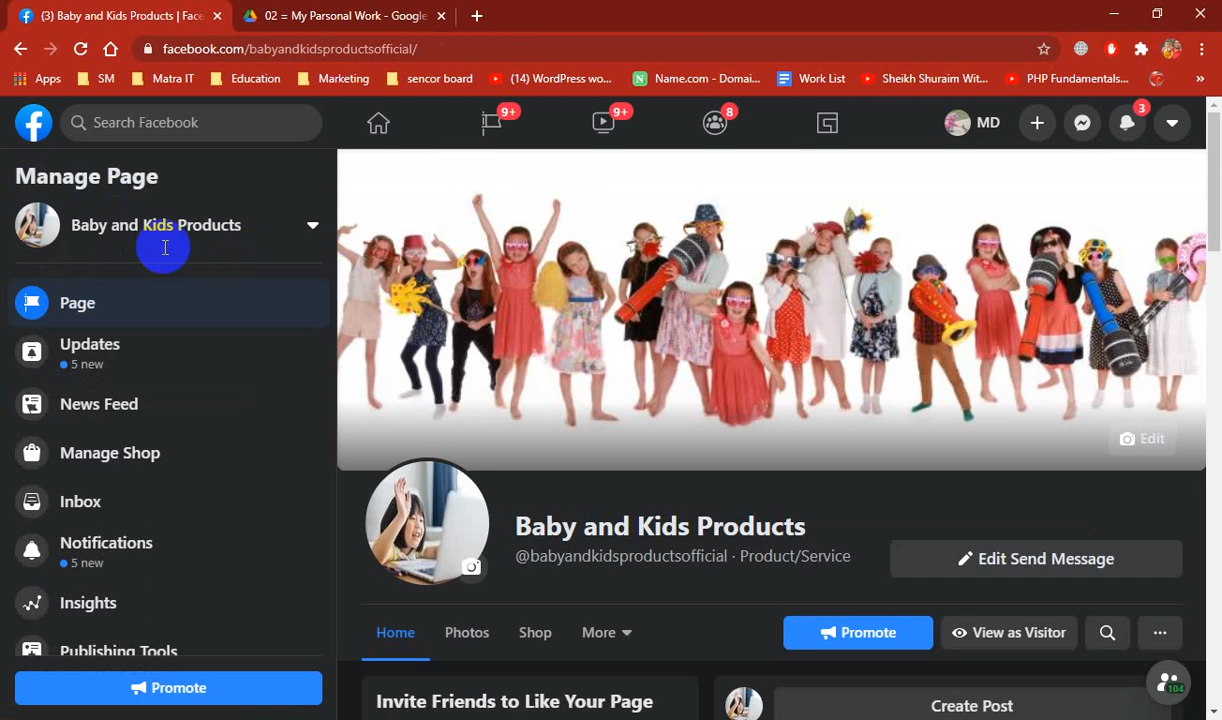 (3) Baby and Kids Products | Face
02 = My Parsonal Work - Google
facebook.com/babyandkidsproductsofficial/
Apps
SM
Matra IT
Education
Marketing
sencor board
(14) WordPress wo...
Name.com - Domai...
Work List
Sheikh Shuraim Wit...
PHP Fundamentals...
»
Search Facebook
9+
9+
8
MD
3
Manage Page
Baby and Kids Products
Page
Updates
5 new
News Feed
Manage Shop
Inbox
Notifications
5 new
Insights
Publishing Tools
Promote
Edit
Baby and Kids Products
@babyandkidsproductsofficial · Product/Service
Edit Send Message
Home
Photos
Shop
More
Promote
View as Visitor
Invite Friends to Like Your Page
Create Post
104